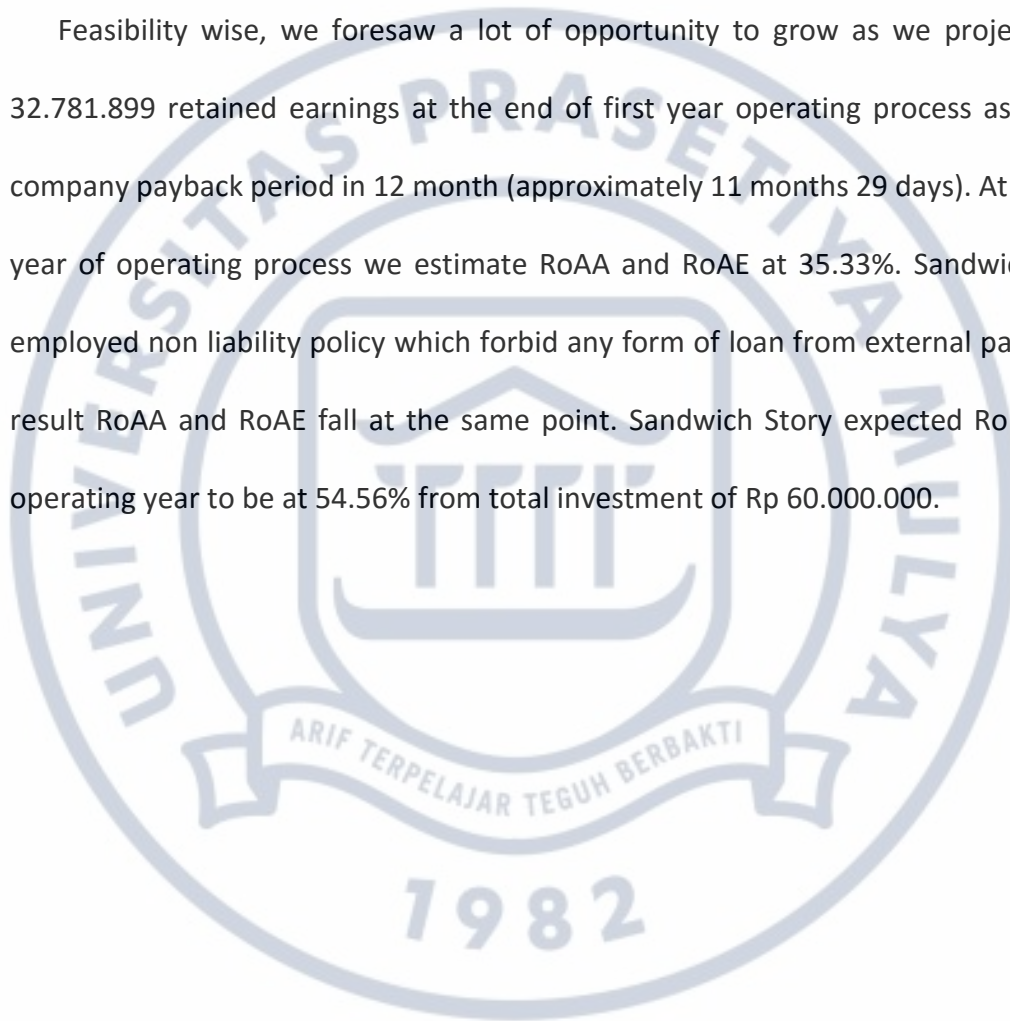 Feasibility wise, we foresaw a lot of opportunity to grow as we proje
32.781.899 retained earnings at the end of first year operating process as
company payback period in 12 month (approximately 11 months 29 days). At
year of operating process we estimate RoAA and RoAE at 35.33%. Sandwi
employed non liability policy which forbid any form of loan from external pa
result RoAA and RoAE fall at the same point. Sandwich Story expected Ro
operating year to be at 54.56% from total investment of Rp 60.000.000.
UNIVERSITAS PRASETIYA MULYA
ARIF TERPELAJAR TEGUH BERBAKTI
1982